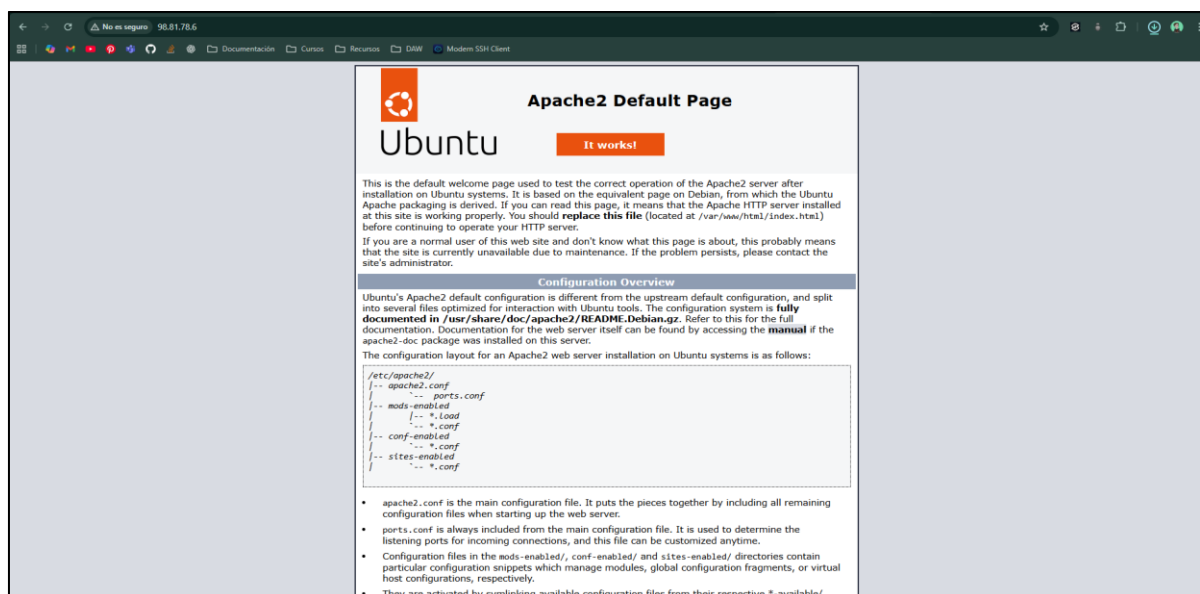 No es seguro 98.81.78.6
Documentación Cursos Recursos DAW Modern SSH Client
Apache2 Default Page
Ubuntu
It works!
This is the default welcome page used to test the correct operation of the Apache2 server after
installation on Ubuntu systems. It is based on the equivalent page on Debian, from which the Ubuntu
Apache packaging is derived. If you can read this page, it means that the Apache HTTP server installed
at this site is working properly. You should replace this file (located at /var/www/html/index.html)
before continuing to operate your HTTP server.
If you are a normal user of this web site and don't know what this page is about, this probably means
that the site is currently unavailable due to maintenance. If the problem persists, please contact the
site's administrator.
Configuration Overview
Ubuntu's Apache2 default configuration is different from the upstream default configuration, and split
into several files optimized for interaction with Ubuntu tools. The configuration system is fully
documented in /usr/share/doc/apache2/README.Debian.gz. Refer to this for the full
documentation. Documentation for the web server itself can be found by accessing the manual if the
apache2-doc package was installed on this server.
The configuration layout for an Apache2 web server installation on Ubuntu systems is as follows:
/etc/apache2/
|-- apache2.conf
|       `--  ports.conf
|-- mods-enabled
|       |-- *.load
|       `-- *.conf
|-- conf-enabled
|       `-- *.conf
|-- sites-enabled
|       `-- *.conf
• apache2.conf is the main configuration file. It puts the pieces together by including all remaining
configuration files when starting up the web server.
• ports.conf is always included from the main configuration file. It is used to determine the
listening ports for incoming connections, and this file can be customized anytime.
• Configuration files in the mods-enabled/, conf-enabled/ and sites-enabled/ directories contain
particular configuration snippets which manage modules, global configuration fragments, or virtual
host configurations, respectively.
• They are activated by symlinking available configuration files from their respective *-available/